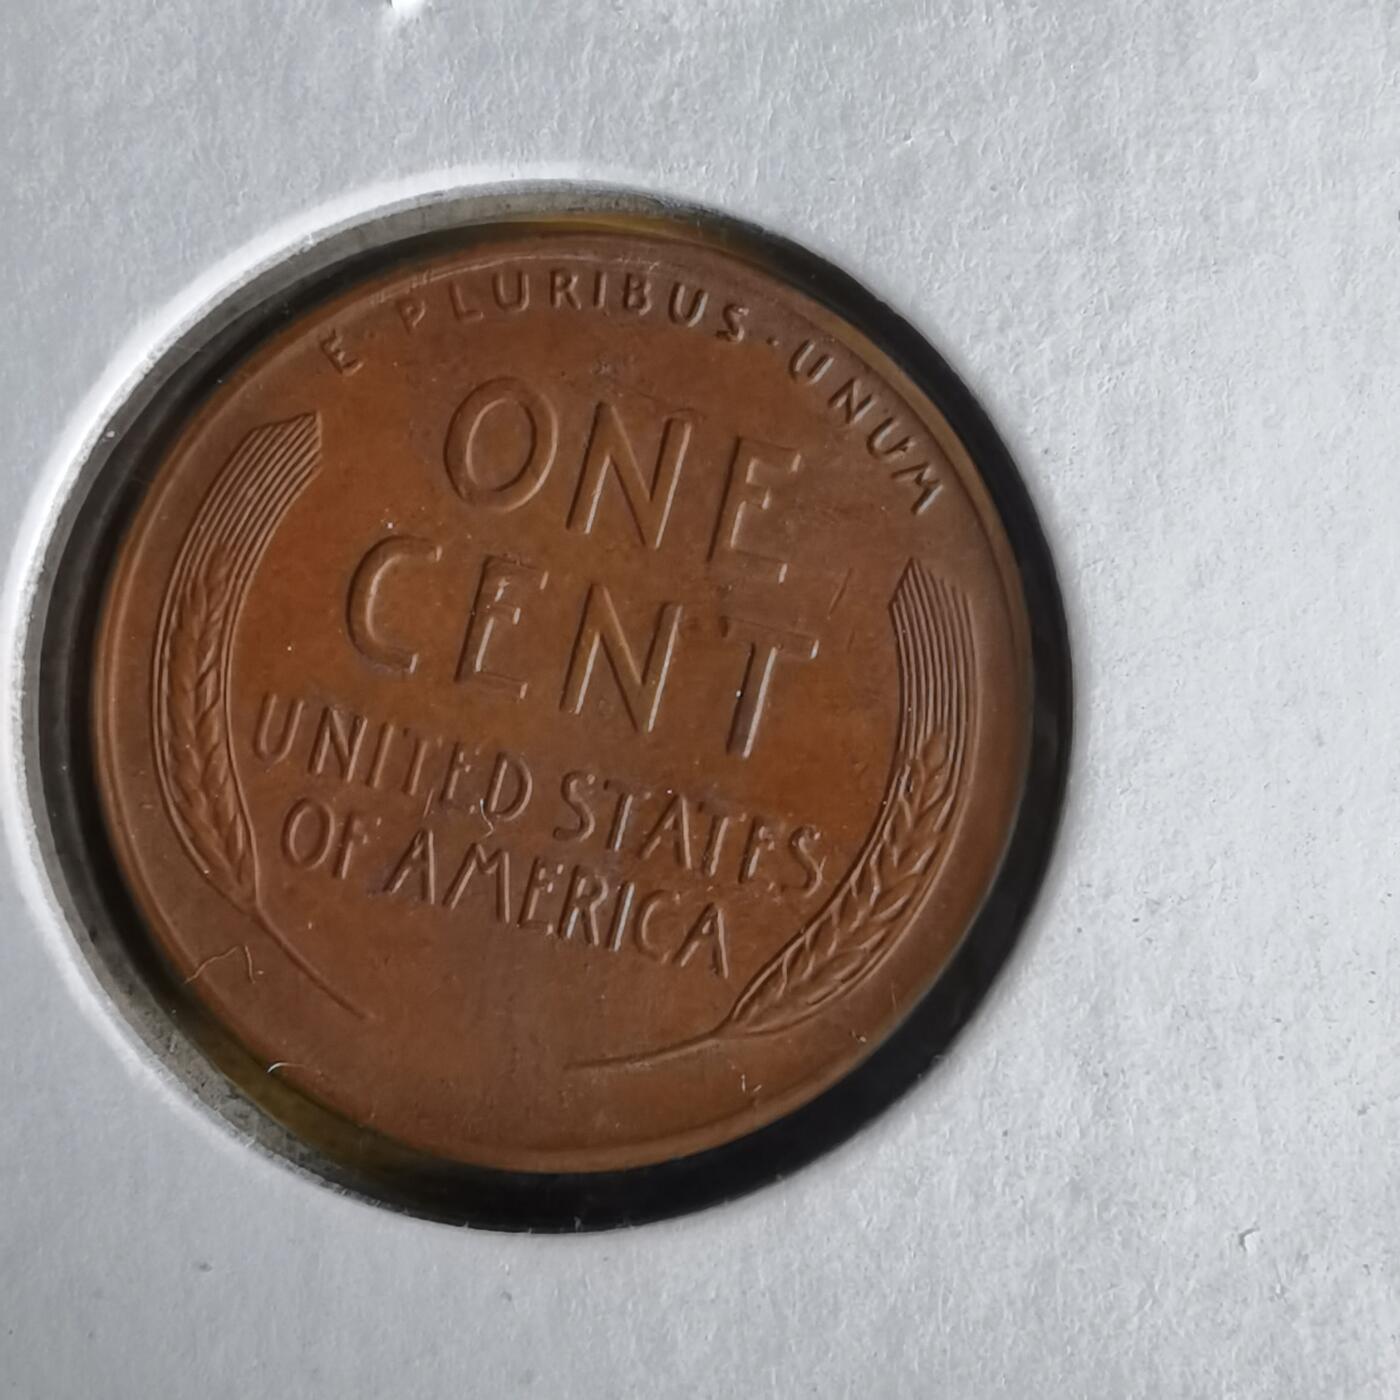 E·PLURIBUS·UNUM
ONE
CENT
UNITED STATES
OF AMERICA